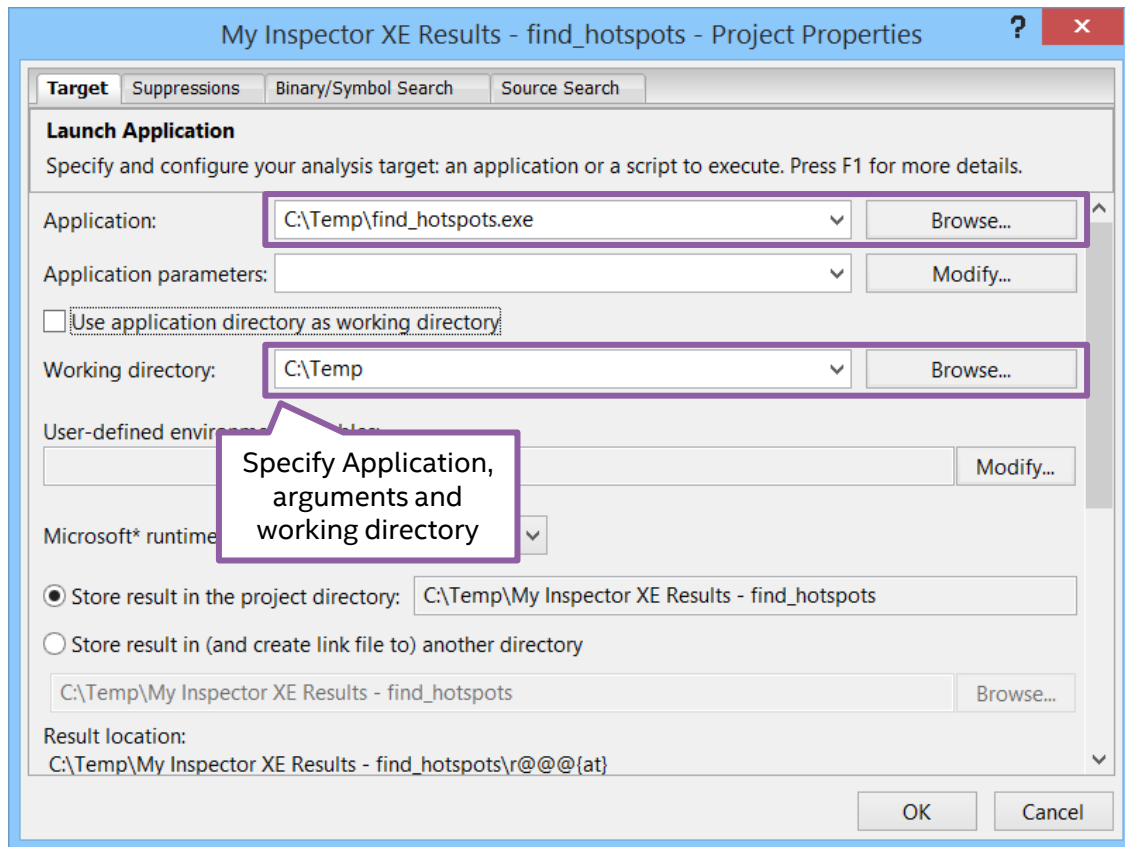 My Inspector XE Results - find_hotspots - Project Properties ? ×
Target Suppressions Binary/Symbol Search Source Search
Launch Application
Specify and configure your analysis target: an application or a script to execute. Press F1 for more details.
Application: C:\Temp\find_hotspots.exe Browse...
Application parameters: Modify...
Use application directory as working directory
Working directory: C:\Temp Browse...
User-defined
Specify Application,
arguments and
working directory
Modify...
Microsoft* runtime
Store result in the project directory: C:\Temp\My Inspector XE Results - find_hotspots
Store result in (and create link file to) another directory
C:\Temp\My Inspector XE Results - find_hotspots Browse...
Result location:
C:\Temp\My Inspector XE Results - find_hotspots\r@@@{at}
OK Cancel